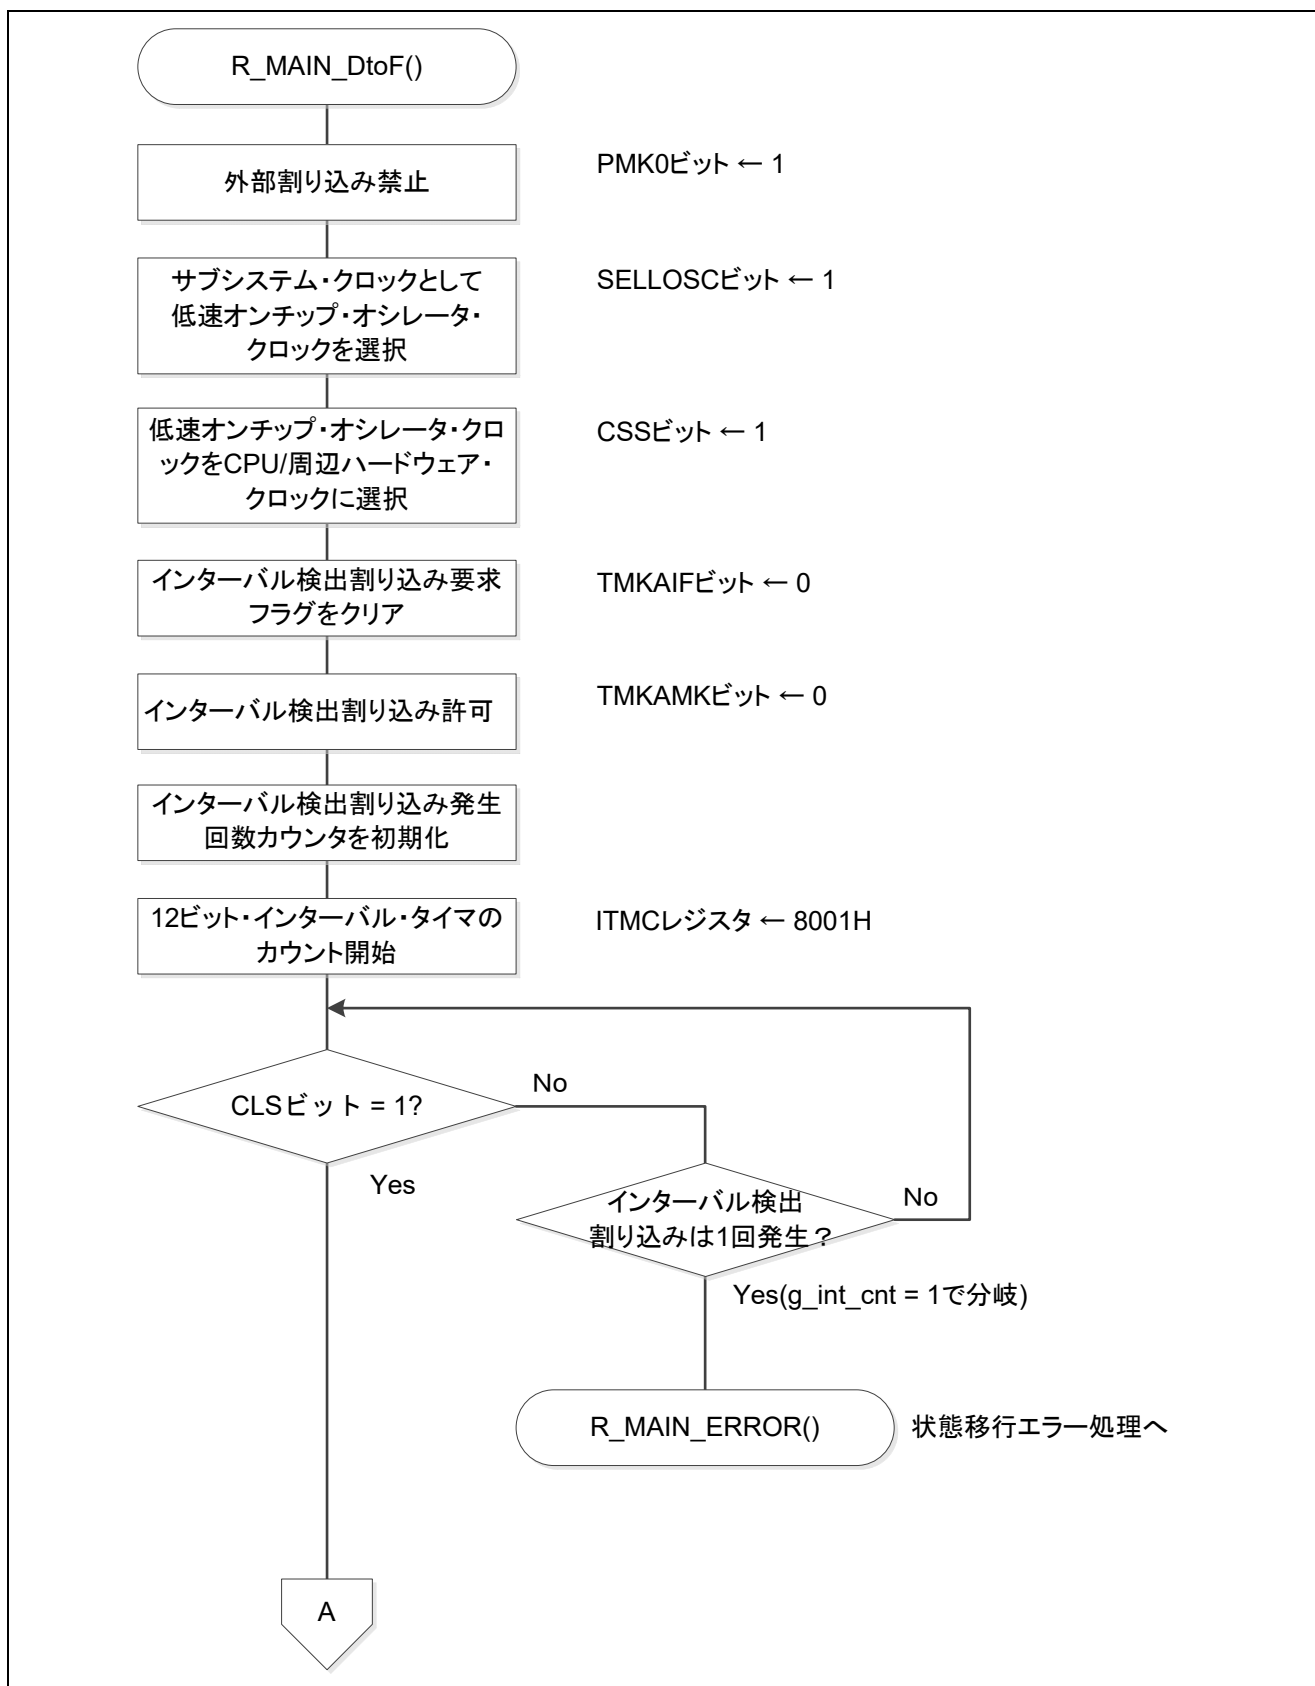 R_MAIN_DtoF()
外部割り込み禁止
PMK0ビット ← 1
サブシステム・クロックとして
低速オンチップ・オシレータ・
クロックを選択
SELLOSCビット ← 1
低速オンチップ・オシレータ・クロ
ックをCPU/周辺ハードウェア・
クロックに選択
CSSビット ← 1
インターバル検出割り込み要求
フラグをクリア
TMKAIFビット ← 0
インターバル検出割り込み許可
TMKAMKビット ← 0
インターバル検出割り込み発生
回数カウンタを初期化
12ビット・インターバル・タイマの
カウント開始
ITMCレジスタ ← 8001H
CLSビット = 1?
No
Yes
インターバル検出
割り込みは1回発生？
No
Yes(g_int_cnt = 1で分岐)
R_MAIN_ERROR()
状態移行エラー処理へ
A